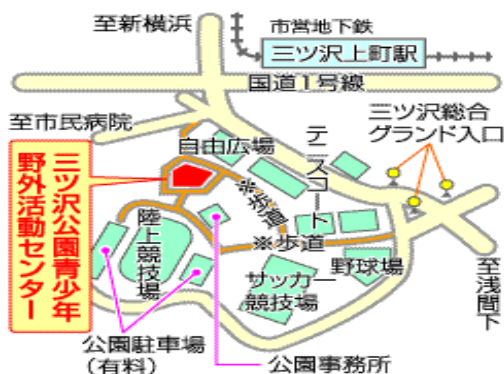 至新横浜
市営地下鉄
三ツ沢上町駅
国道1号線
至市民病院
自由広場
テニスコート
三ツ沢総合
グランド入口
三ツ沢公園青少年
野外活動センター
※歩道
※歩道
陸上競技場
サッカー
競技場
野球場
至浅間下
公園駐車場
(有料)
公園事務所